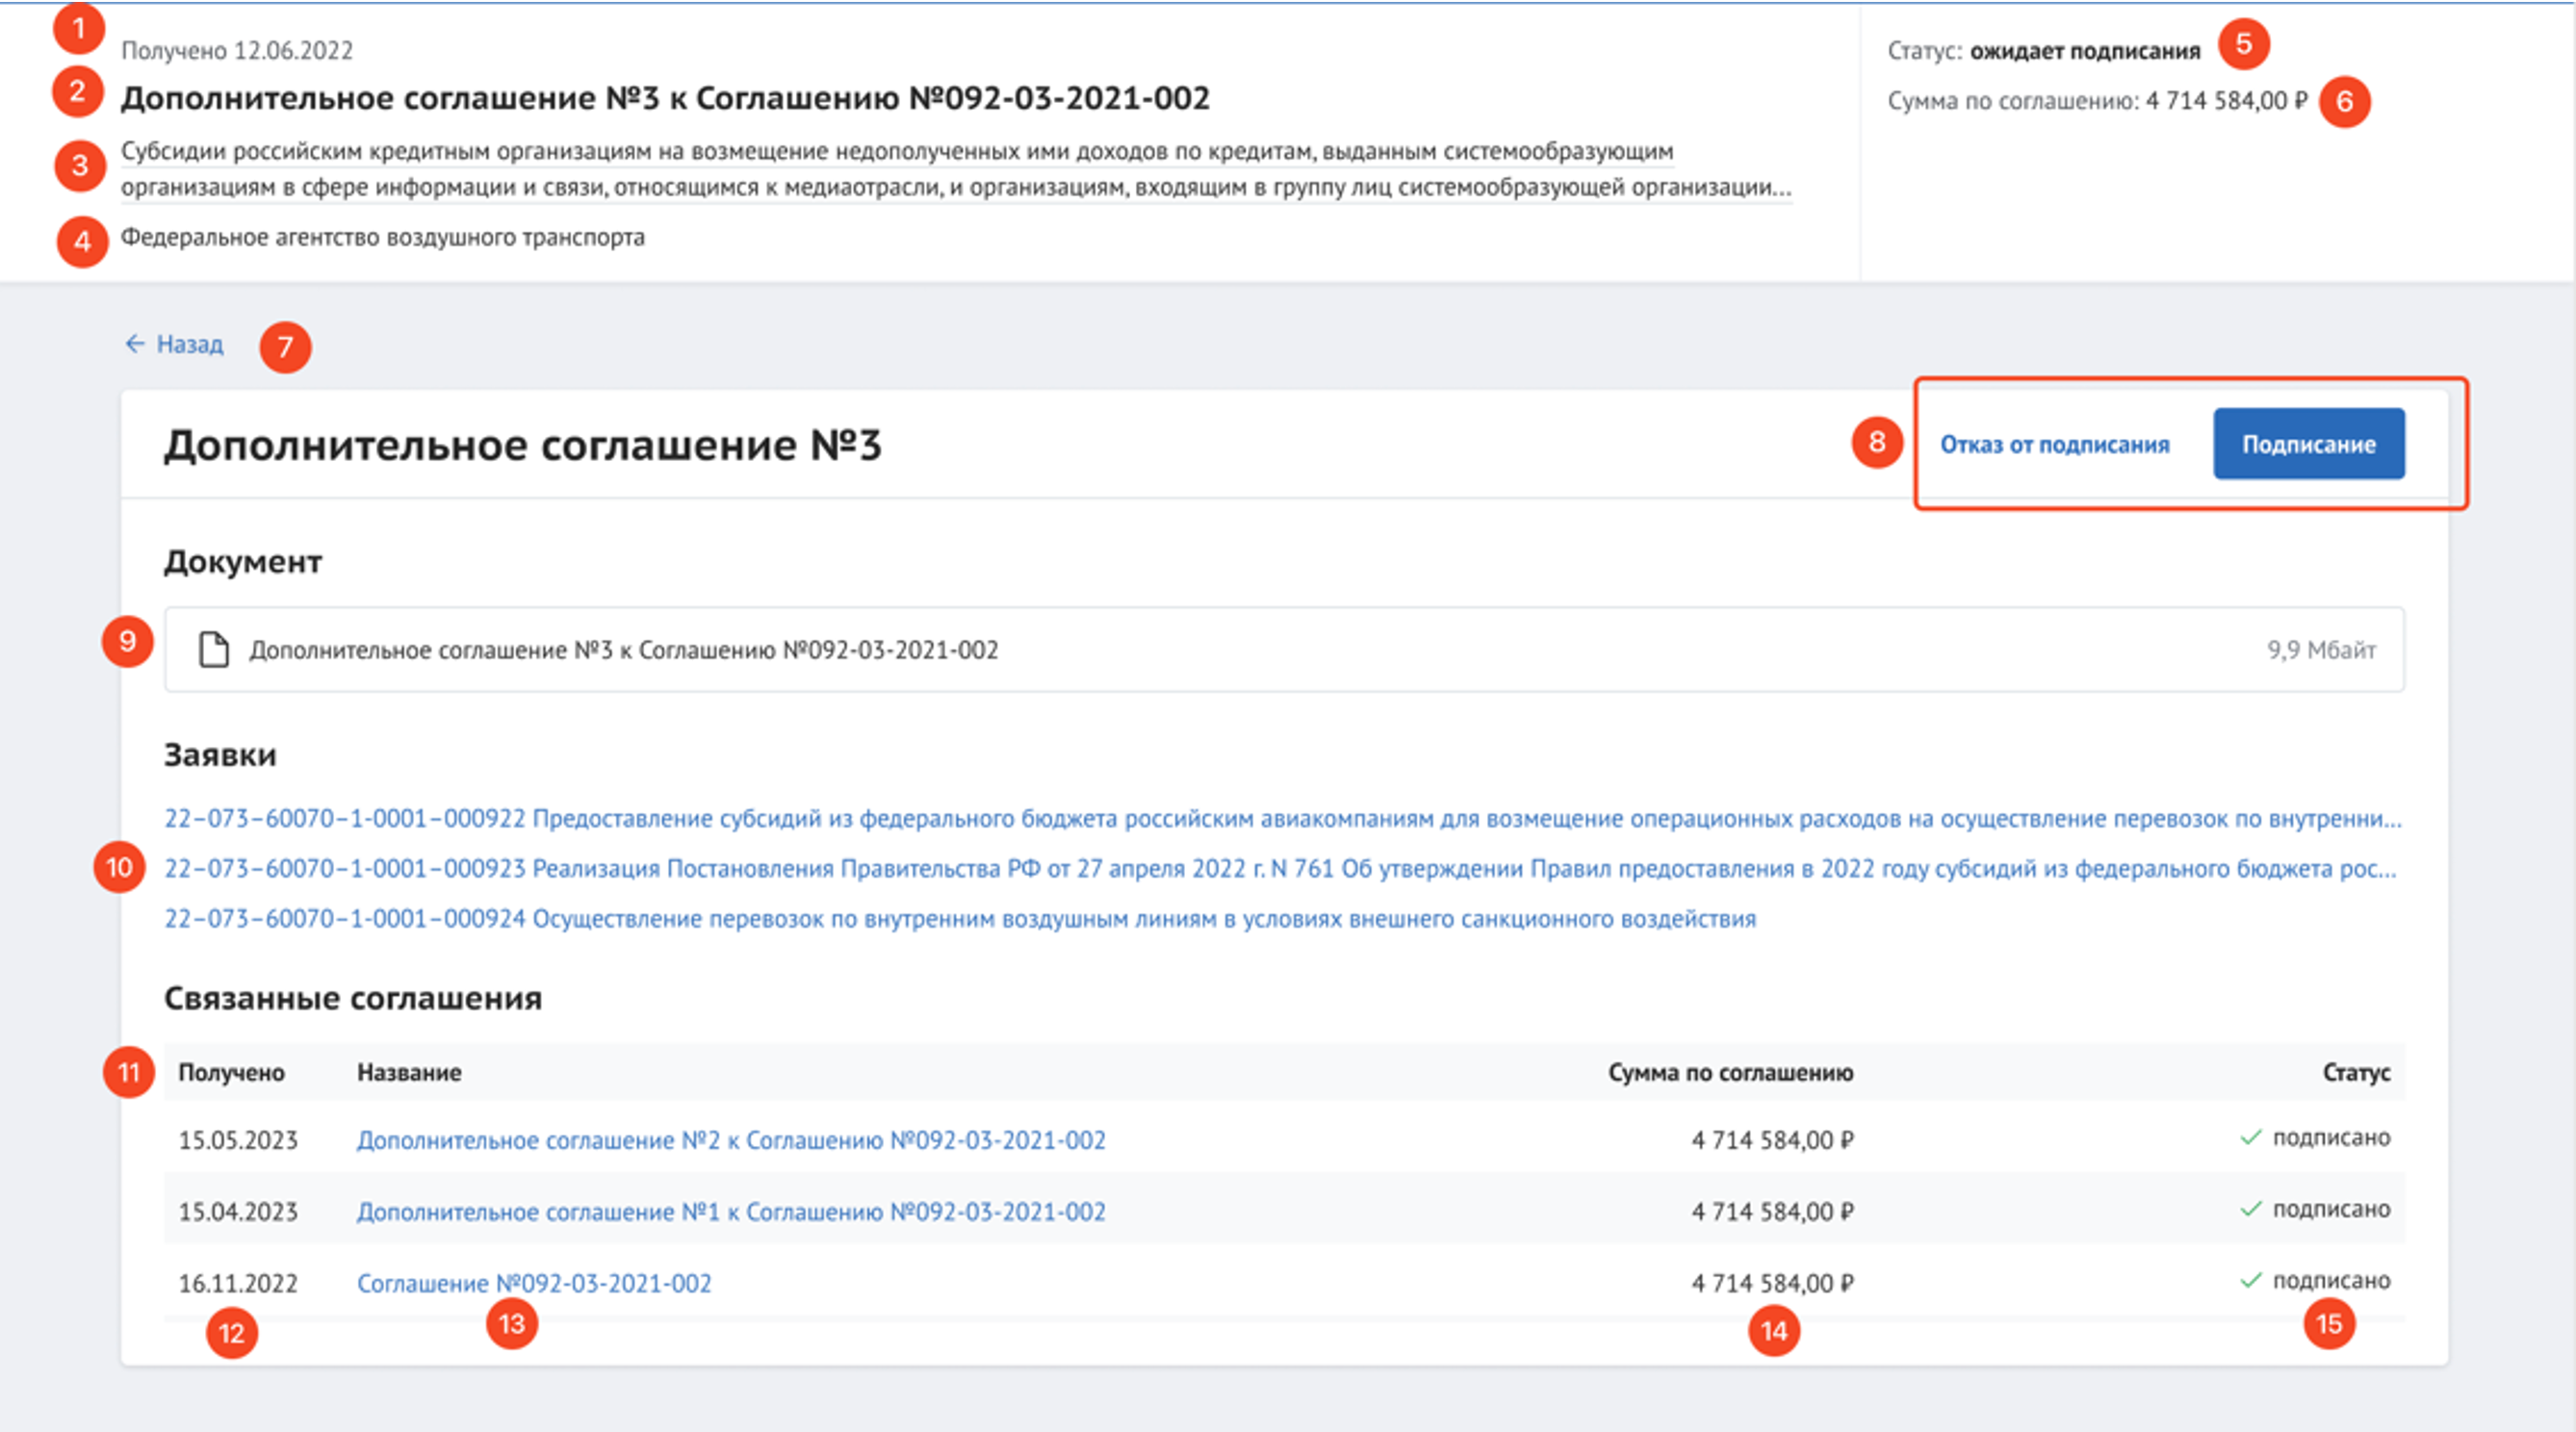 1
Получено 12.06.2022
2 Дополнительное соглашение №3 к Соглашению №092-03-2021-002
3 Субсидии российским кредитным организациям на возмещение недополученных ими доходов по кредитам, выданным системообразующим
организациям в сфере информации и связи, относящимся к медиаотрасли, и организациям, входящим в группу лиц системообразующей организации...
4 Федеральное агентство воздушного транспорта
Статус: ожидает подписания 5
Сумма по соглашению: 4 714 584,00 ₽ 6
← Назад 7
Дополнительное соглашение №3
8 Отказ от подписания Подписание
Документ
9 Дополнительное соглашение №3 к Соглашению №092-03-2021-002 9,9 Мбайт
Заявки
22–073–60070–1-0001–000922 Предоставление субсидий из федерального бюджета российским авиакомпаниям для возмещение операционных расходов на осуществление перевозок по внутренни...
10 22–073–60070–1-0001–000923 Реализация Постановления Правительства РФ от 27 апреля 2022 г. N 761 Об утверждении Правил предоставления в 2022 году субсидий из федерального бюджета рос...
22–073–60070–1-0001–000924 Осуществление перевозок по внутренним воздушным линиям в условиях внешнего санкционного воздействия
Связанные соглашения
11 Получено Название Сумма по соглашению Статус
15.05.2023 Дополнительное соглашение №2 к Соглашению №092-03-2021-002 4 714 584,00 ₽ подписано
15.04.2023 Дополнительное соглашение №1 к Соглашению №092-03-2021-002 4 714 584,00 ₽ подписано
16.11.2022 Соглашение №092-03-2021-002 4 714 584,00 ₽ подписано
12 13 14 15